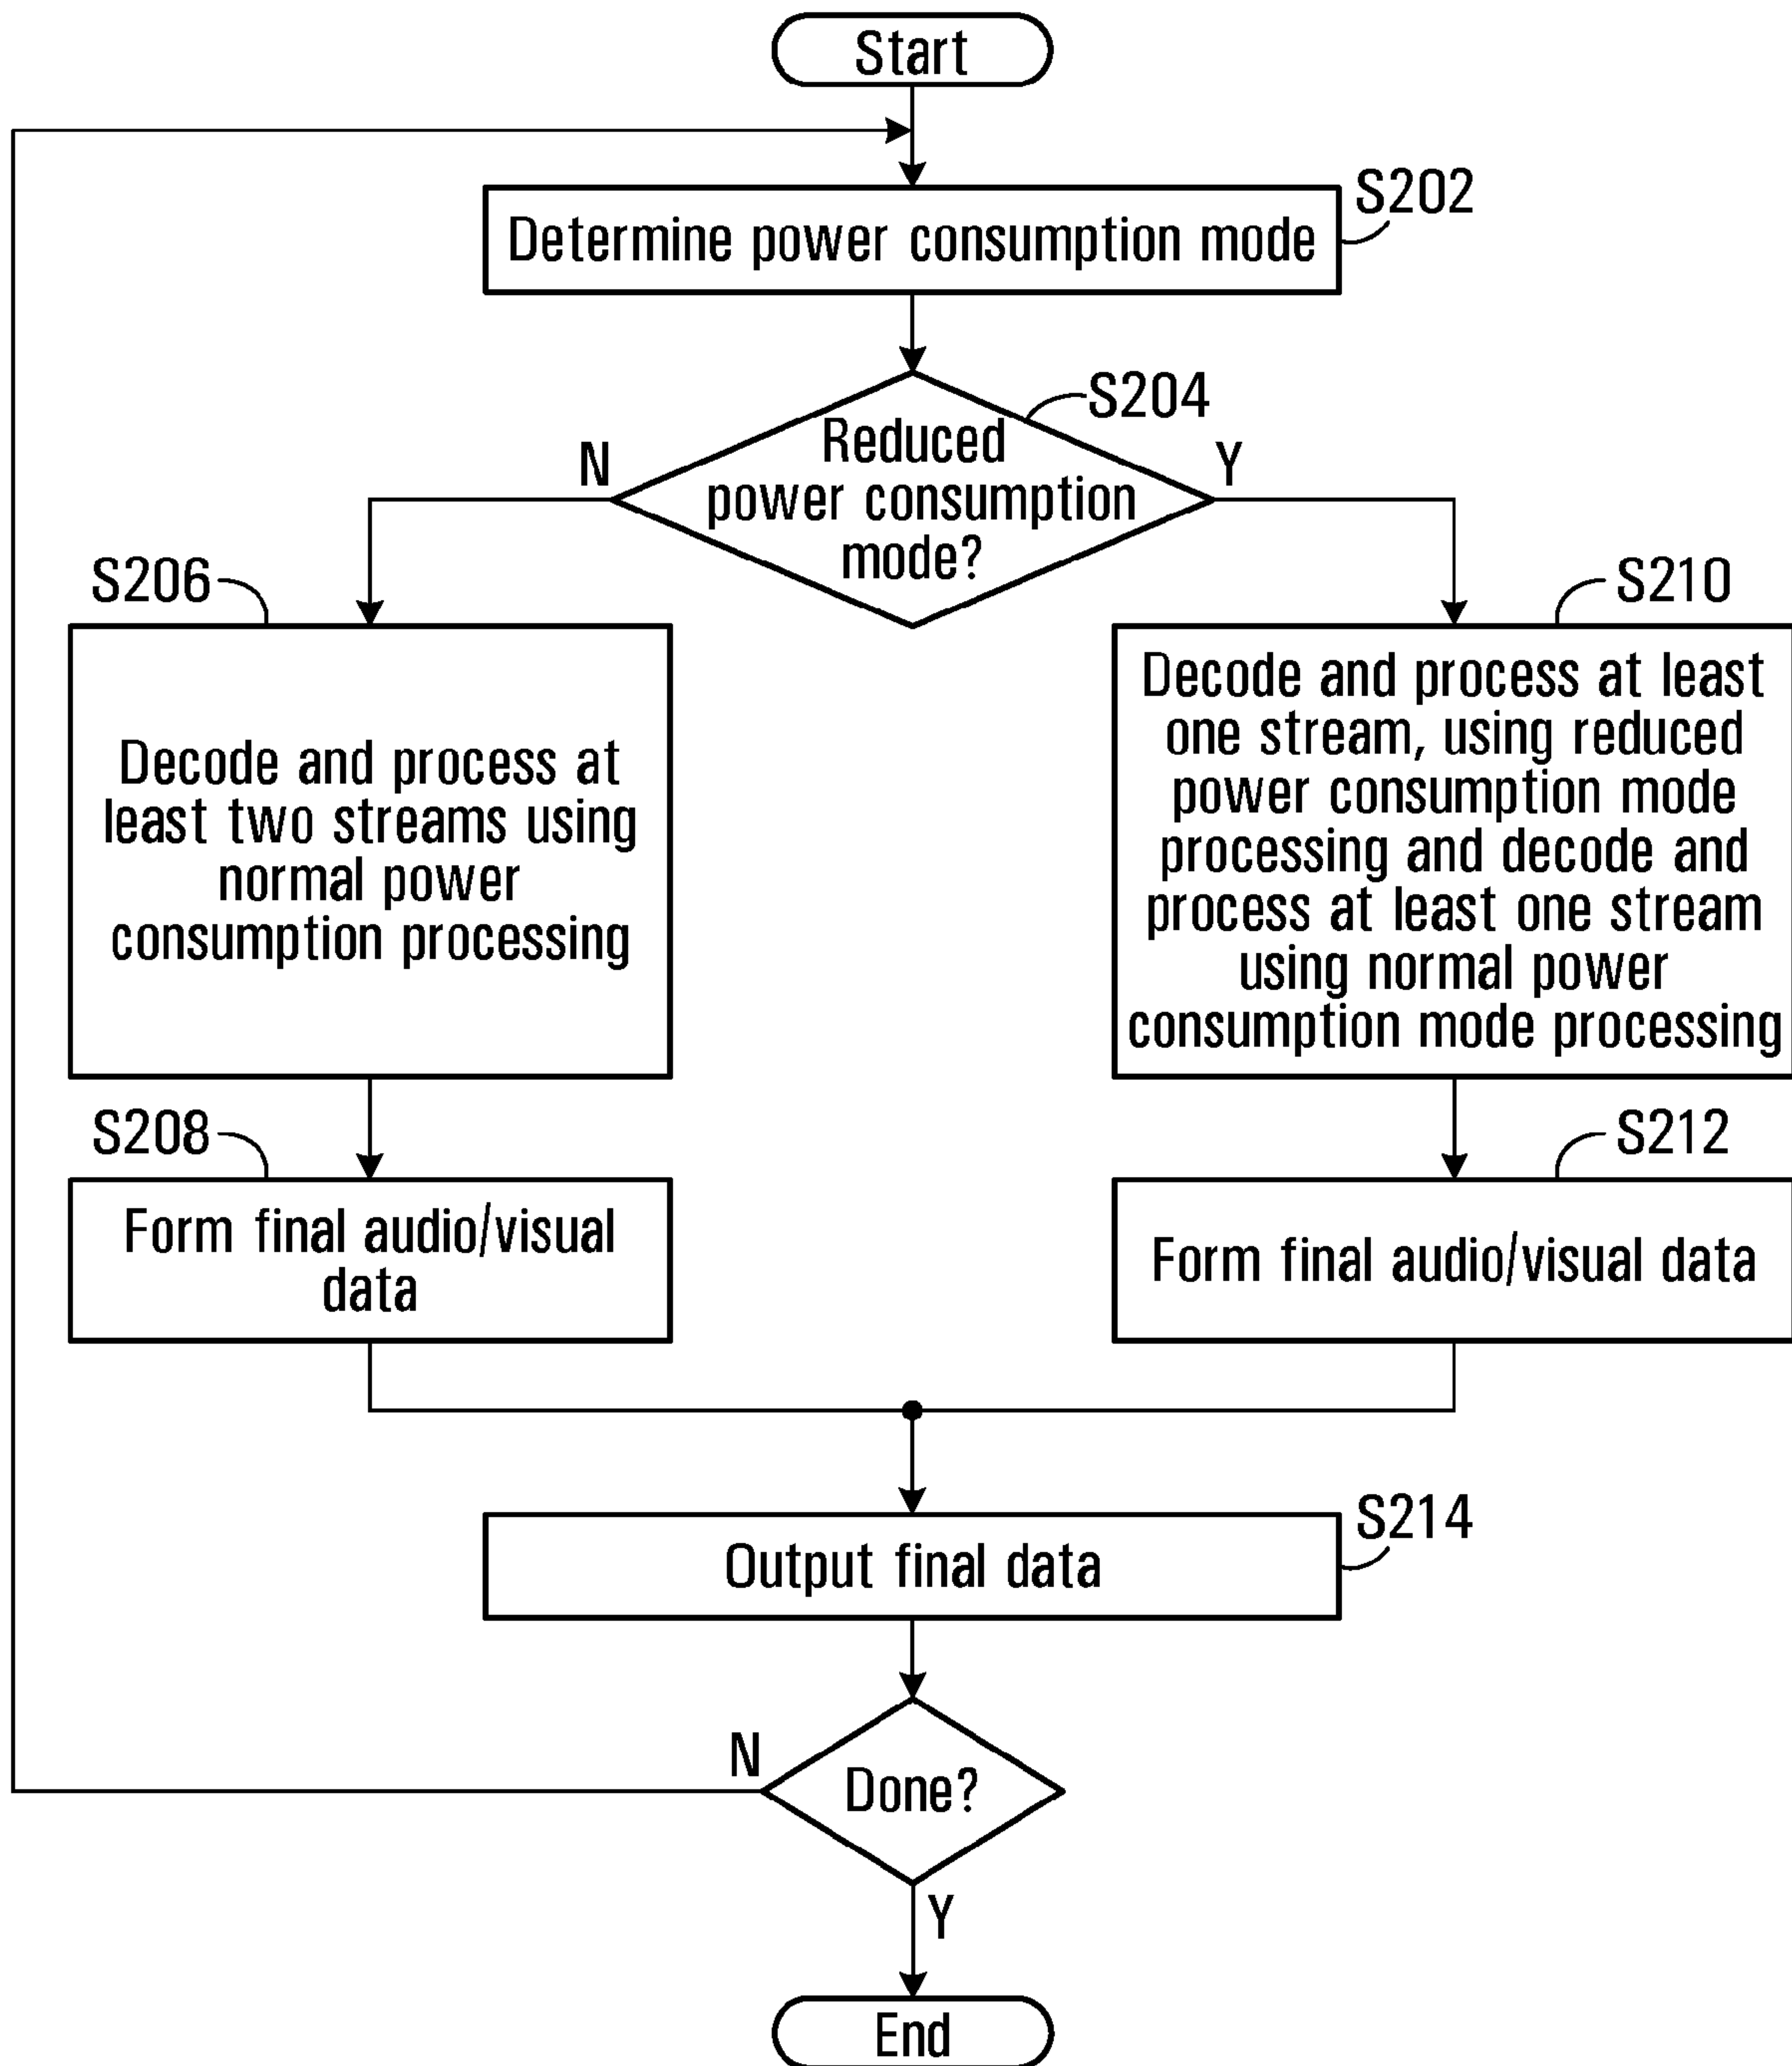 Start
S202
Determine power consumption mode
S204
Reduced
power consumption
mode?
N
Y
S206
Decode and process at
least two streams using
normal power
consumption processing
S210
Decode and process at least
one stream, using reduced
power consumption mode
processing and decode and
process at least one stream
using normal power
consumption mode processing
S208
Form final audio/visual
data
S212
Form final audio/visual data
S214
Output final data
N
Done?
Y
End